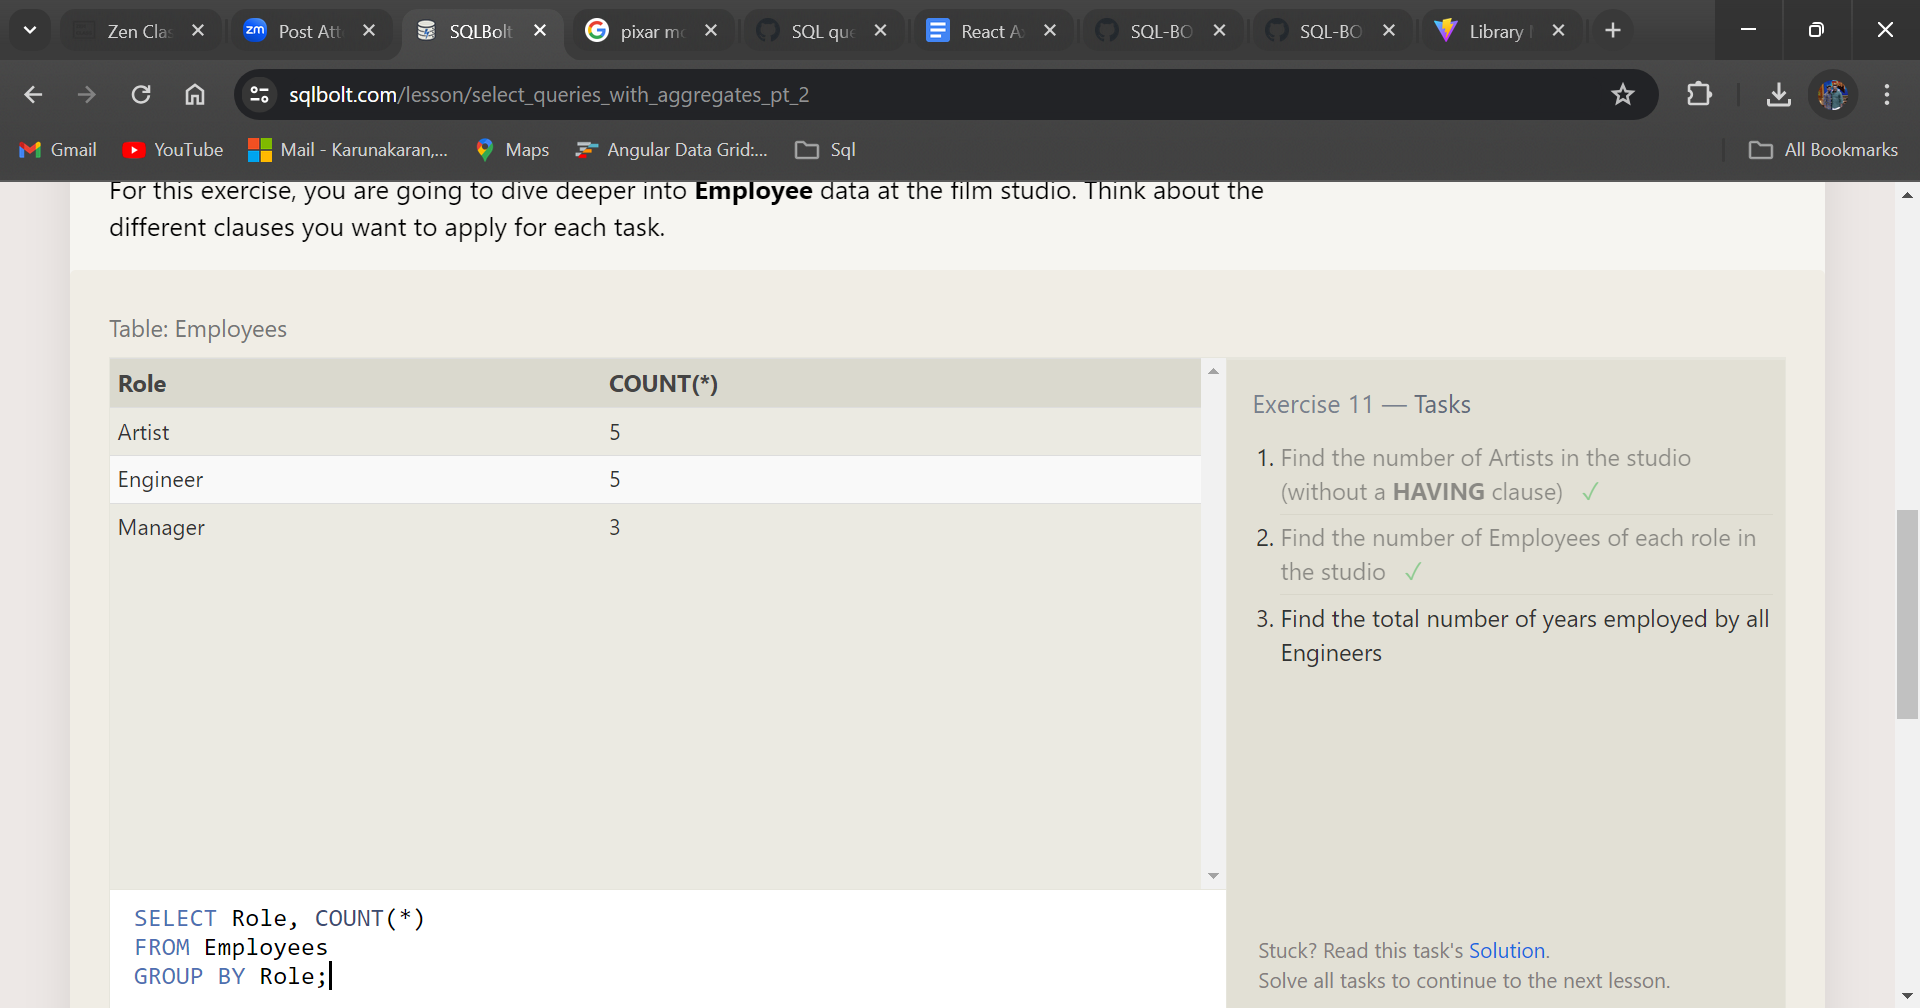 Zen Clas
zm Post Att
SQLBolt
pixar mo
SQL que
React A
SQL-BO
SQL-BO
Library
sqlbolt.com/lesson/select_queries_with_aggregates_pt_2
Gmail
YouTube
Mail - Karunakaran,...
Maps
Angular Data Grid:...
Sql
All Bookmarks
For this exercise, you are going to dive deeper into Employee data at the film studio. Think about the
different clauses you want to apply for each task.
Table: Employees
Role COUNT(*)
Artist 5
Engineer 5
Manager 3
SELECT Role, COUNT(*)
FROM Employees
GROUP BY Role;
Exercise 11 — Tasks
1. Find the number of Artists in the studio
(without a HAVING clause) ✓
2. Find the number of Employees of each role in
the studio ✓
3. Find the total number of years employed by all
Engineers
Stuck? Read this task's Solution.
Solve all tasks to continue to the next lesson.